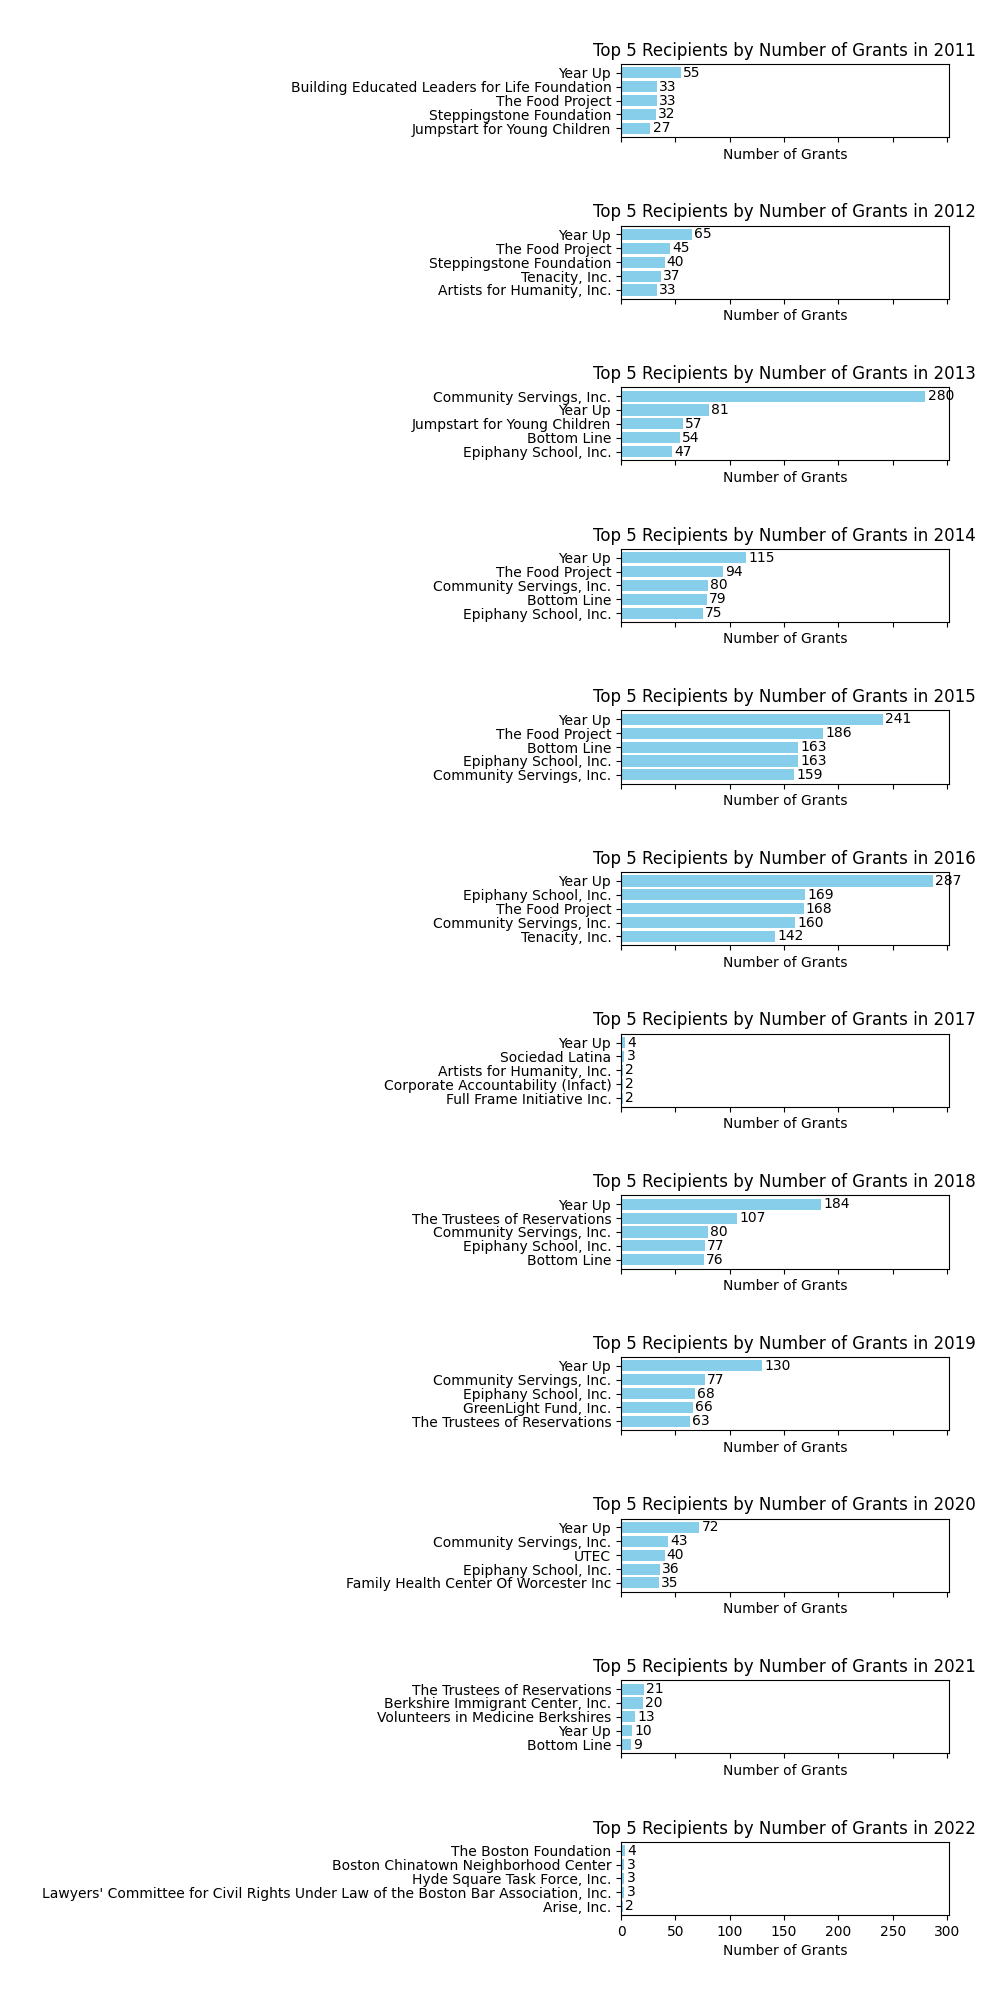 Top 5 Recipients by Number of Grants in 2011
Year Up 55
Building Educated Leaders for Life Foundation 33
The Food Project 33
Steppingstone Foundation 32
Jumpstart for Young Children 27
Number of Grants
Top 5 Recipients by Number of Grants in 2012
Year Up 65
The Food Project 45
Steppingstone Foundation 40
Tenacity, Inc. 37
Artists for Humanity, Inc. 33
Number of Grants
Top 5 Recipients by Number of Grants in 2013
Community Servings, Inc. 280
Year Up 81
Jumpstart for Young Children 57
Bottom Line 54
Epiphany School, Inc. 47
Number of Grants
Top 5 Recipients by Number of Grants in 2014
Year Up 115
The Food Project 94
Community Servings, Inc. 80
Bottom Line 79
Epiphany School, Inc. 75
Number of Grants
Top 5 Recipients by Number of Grants in 2015
Year Up 241
The Food Project 186
Bottom Line 163
Epiphany School, Inc. 163
Community Servings, Inc. 159
Number of Grants
Top 5 Recipients by Number of Grants in 2016
Year Up 287
Epiphany School, Inc. 169
The Food Project 168
Community Servings, Inc. 160
Tenacity, Inc. 142
Number of Grants
Top 5 Recipients by Number of Grants in 2017
Year Up 4
Sociedad Latina 3
Artists for Humanity, Inc. 2
Corporate Accountability (Infact) 2
Full Frame Initiative Inc. 2
Number of Grants
Top 5 Recipients by Number of Grants in 2018
Year Up 184
The Trustees of Reservations 107
Community Servings, Inc. 80
Epiphany School, Inc. 77
Bottom Line 76
Number of Grants
Top 5 Recipients by Number of Grants in 2019
Year Up 130
Community Servings, Inc. 77
Epiphany School, Inc. 68
GreenLight Fund, Inc. 66
The Trustees of Reservations 63
Number of Grants
Top 5 Recipients by Number of Grants in 2020
Year Up 72
Community Servings, Inc. 43
UTEC 40
Epiphany School, Inc. 36
Family Health Center Of Worcester Inc 35
Number of Grants
Top 5 Recipients by Number of Grants in 2021
The Trustees of Reservations 21
Berkshire Immigrant Center, Inc. 20
Volunteers in Medicine Berkshires 13
Year Up 10
Bottom Line 9
Number of Grants
Top 5 Recipients by Number of Grants in 2022
The Boston Foundation 4
Boston Chinatown Neighborhood Center 3
Hyde Square Task Force, Inc. 3
Lawyers' Committee for Civil Rights Under Law of the Boston Bar Association, Inc. 3
Arise, Inc. 2
0 50 100 150 200 250 300
Number of Grants